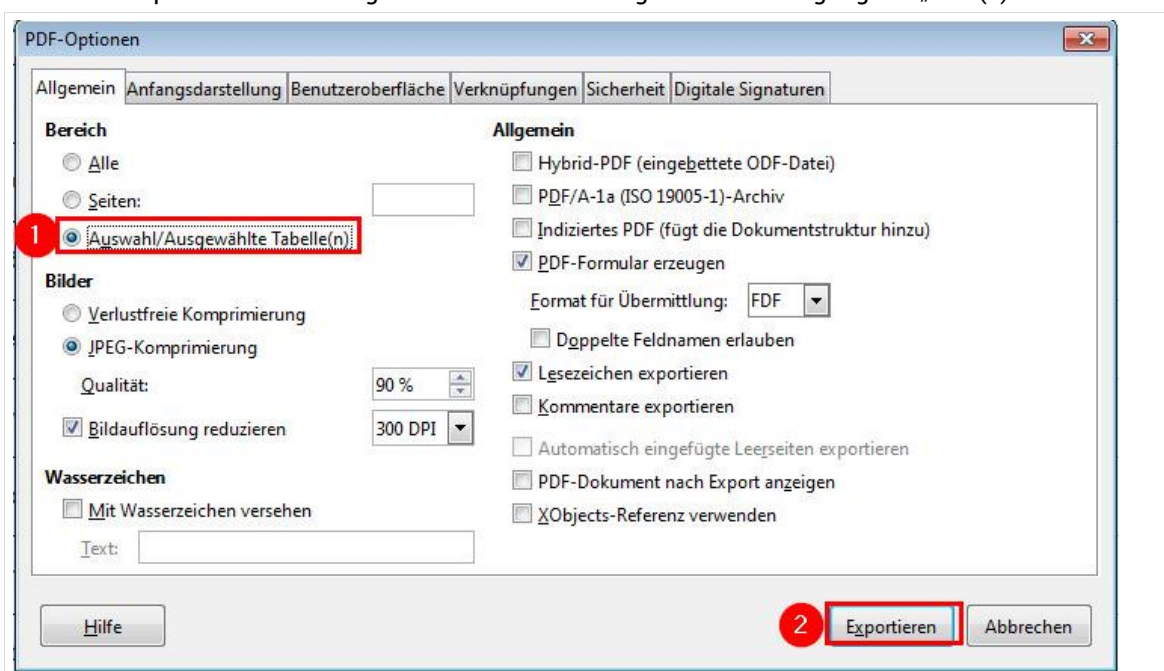 PDF-Optionen
Allgemein Anfangsdarstellung Benutzeroberfläche Verknüpfungen Sicherheit Digitale Signaturen
Bereich
Alle
Seiten:
1 Auswahl/Ausgewählte Tabelle(n)
Bilder
Verlustfreie Komprimierung
JPEG-Komprimierung
Qualität: 90 %
Bildauflösung reduzieren 300 DPI
Wasserzeichen
Mit Wasserzeichen versehen
Text:
Allgemein
Hybrid-PDF (eingebettete ODF-Datei)
PDF/A-1a (ISO 19005-1)-Archiv
Indiziertes PDF (fügt die Dokumentstruktur hinzu)
PDF-Formular erzeugen
Format für Übermittlung: FDF
Doppelte Feldnamen erlauben
Lesezeichen exportieren
Kommentare exportieren
Automatisch eingefügte Leerseiten exportieren
PDF-Dokument nach Export anzeigen
XObjects-Referenz verwenden
Hilfe 2 Exportieren Abbrechen